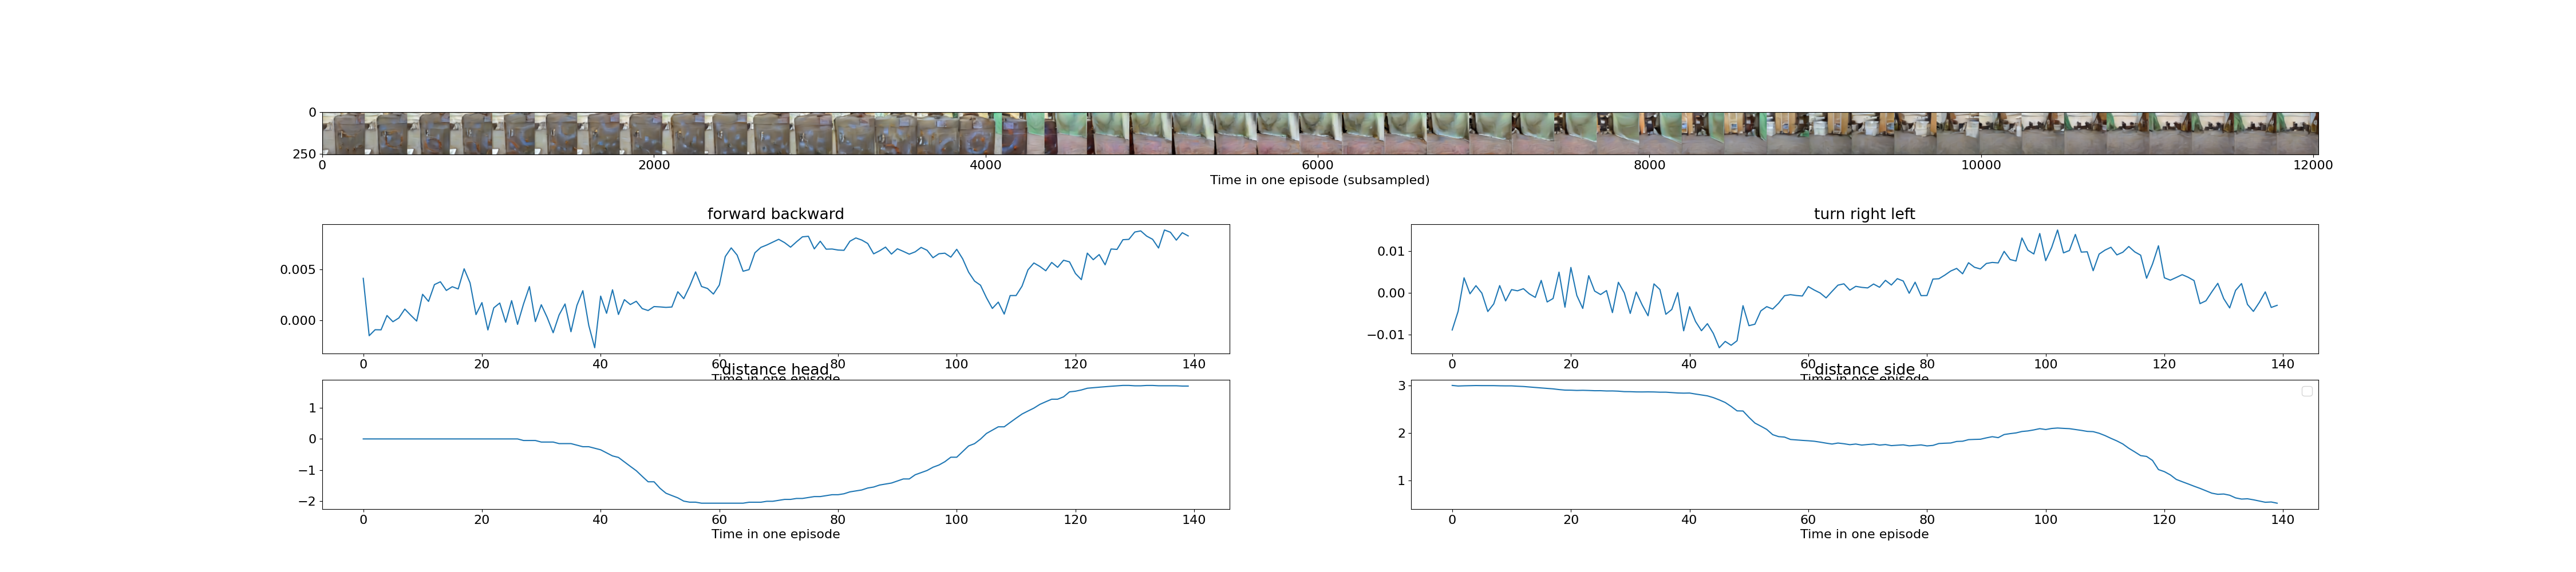 0
250
0 2000 4000 6000 8000 10000 12000
Time in one episode (subsampled)
forward backward
0.005
0.000
0 20 40 60 80 100 120 140
Time in one episode
turn right left
0.01
0.00
−0.01
0 20 40 60 80 100 120 140
Time in one episode
distance head
1
0
−1
−2
0 20 40 60 80 100 120 140
Time in one episode
distance side
3
2
1
0 20 40 60 80 100 120 140
Time in one episode